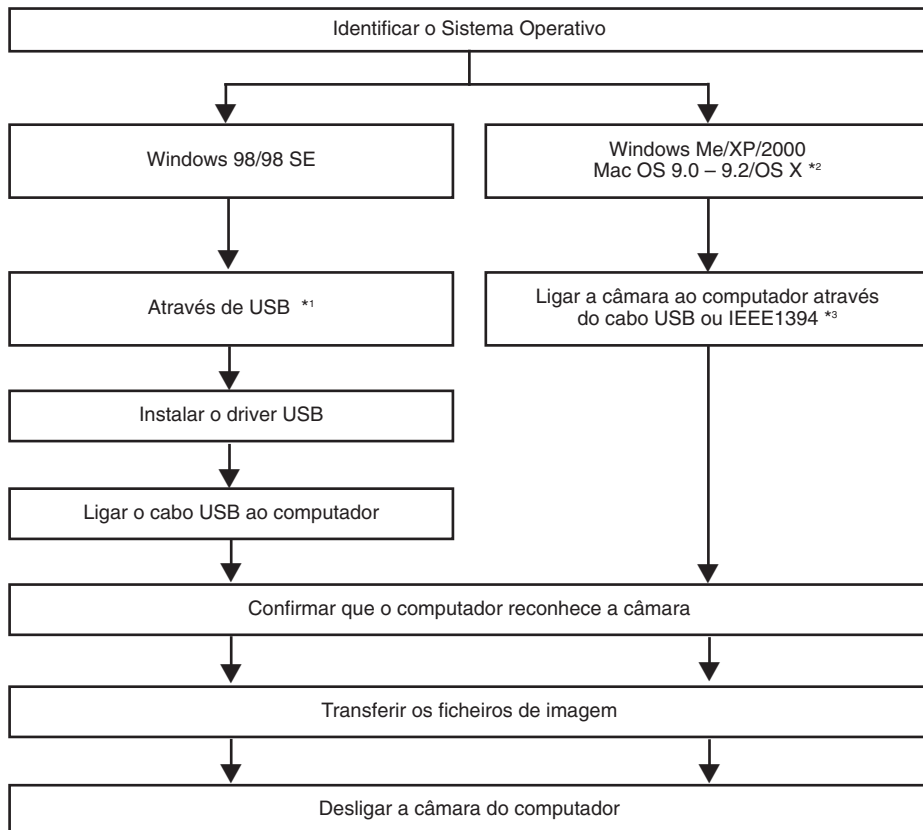 Identificar o Sistema Operativo
Windows 98/98 SE
Windows Me/XP/2000
Mac OS 9.0 – 9.2/OS X *2
Através de USB *1
Ligar a câmara ao computador através
do cabo USB ou IEEE1394 *3
Instalar o driver USB
Ligar o cabo USB ao computador
Confirmar que o computador reconhece a câmara
Transferir os ficheiros de imagem
Desligar a câmara do computador